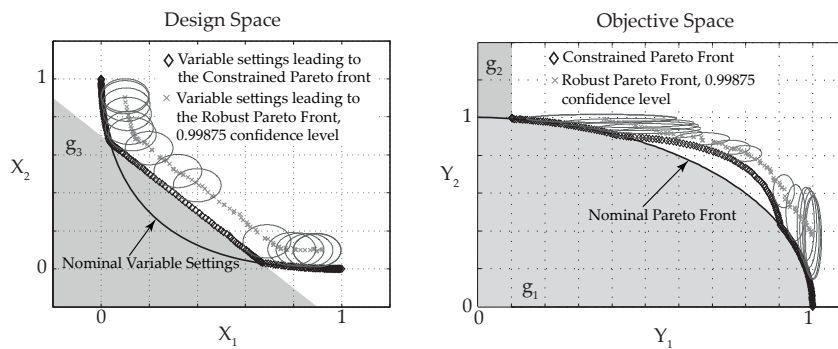 Design Space
◇ Variable settings leading to
the Constrained Pareto front
× Variable settings leading to
the Robust Pareto Front,
0.99875 confidence level
1
X₂
g₃
0
Nominal Variable Settings
0
1
X₁
Objective Space
◇ Constrained Pareto Front
× Robust Pareto Front, 0.99875
confidence level
g₂
1
Y₂
Nominal Pareto Front
g₁
0
0
1
Y₁